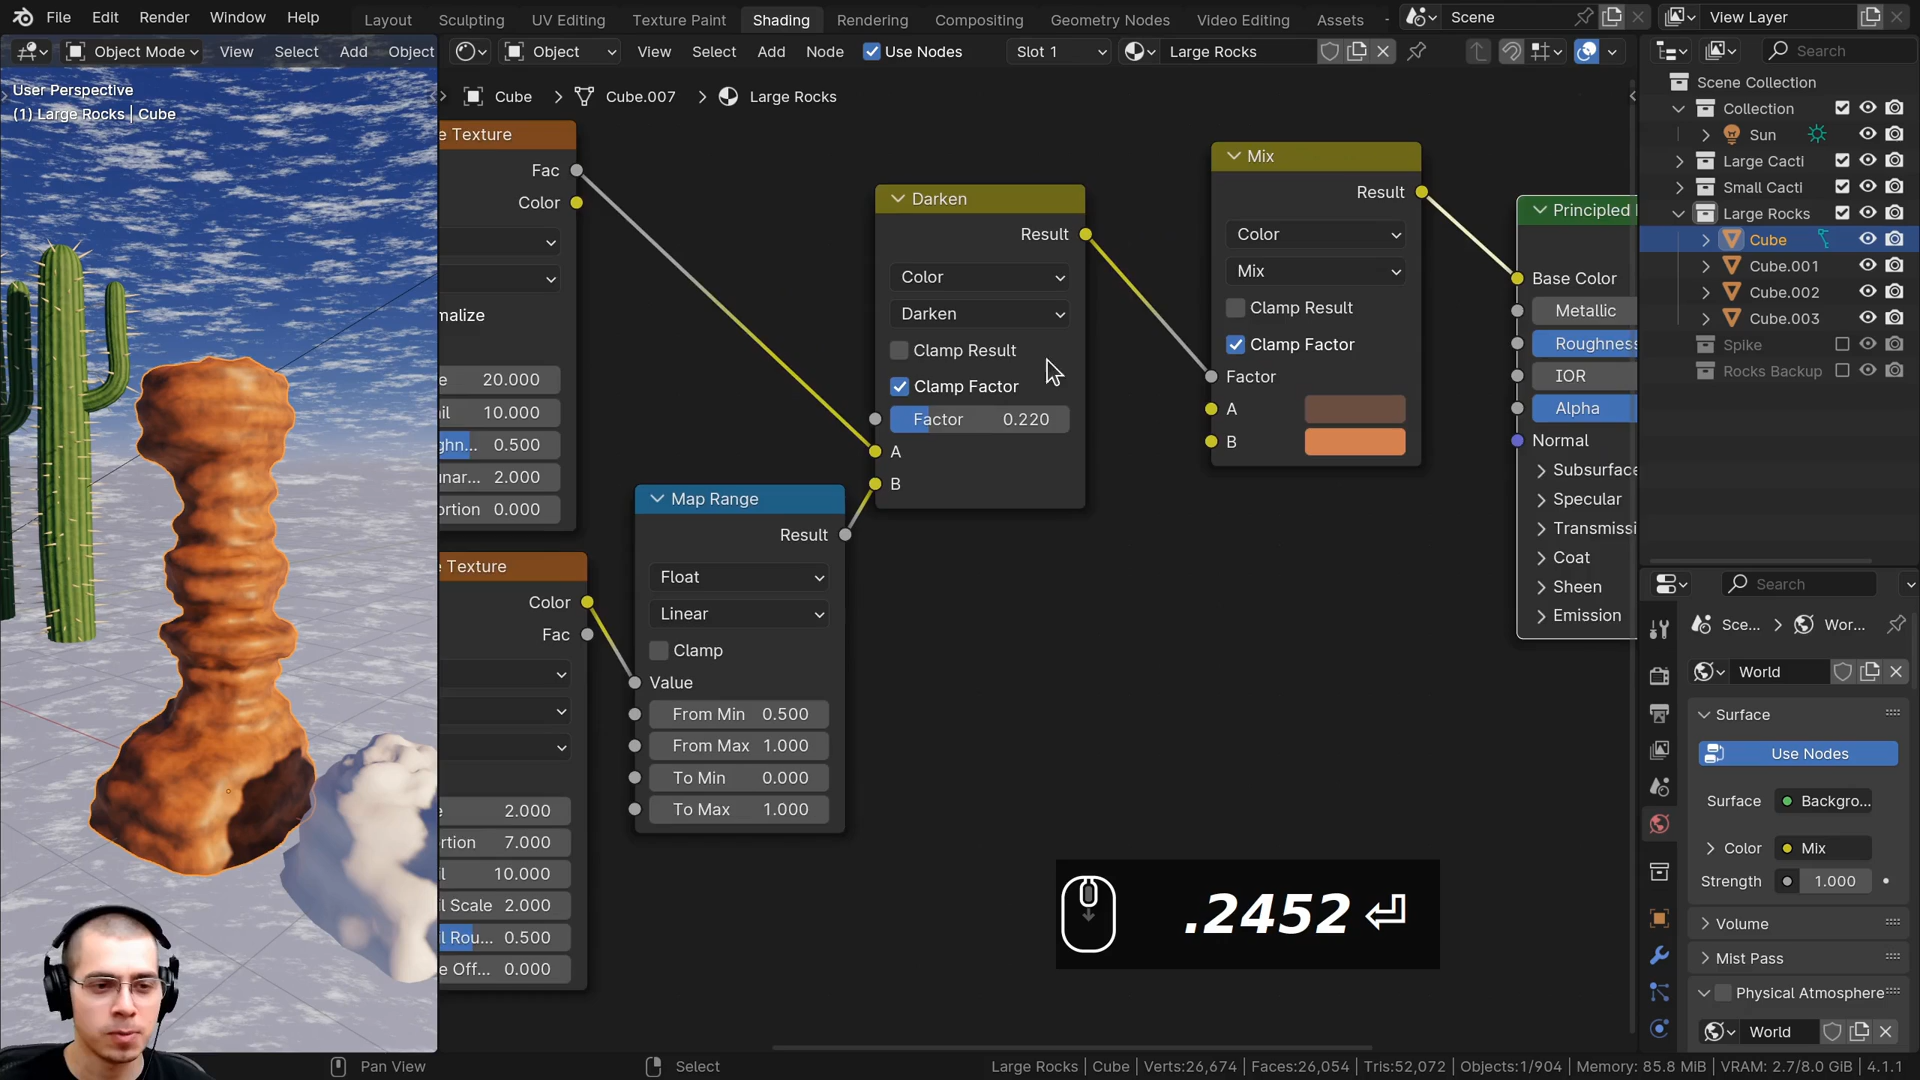 File Edit Render Window Help Layout Sculpting UV Editing Texture Paint Shading Rendering Compositing Geometry Nodes Video Editing Assets Scene View Layer
Object Mode View Select Add Object
Object View Select Add Node Use Nodes Slot 1 Large Rocks Search
User Perspective
(1) Large Rocks | Cube
Cube > Cube.007 > Large Rocks
e Texture
Fac
Color
malize
e 20.000
il 10.000
ghn... 0.500
unar... 2.000
ortion 0.000
e Texture
Color
Fac
e 2.000
rtion 7.000
l 10.000
l Scale 2.000
l Rou... 0.500
e Off... 0.000
Map Range
Result
Float
Linear
Clamp
Value
From Min 0.500
From Max 1.000
To Min 0.000
To Max 1.000
Darken
Result
Color
Darken
Clamp Result
Clamp Factor
Factor 0.220
A
B
Mix
Result
Color
Mix
Clamp Result
Clamp Factor
Factor
A
B
Principled
Base Color
Metallic
Roughness
IOR
Alpha
Normal
Subsurface
Specular
Transmissi
Coat
Sheen
Emission
.2452 ⏎
Scene Collection
Collection
Sun
Large Cacti
Small Cacti
Large Rocks
Cube
Cube.001
Cube.002
Cube.003
Spike
Rocks Backup
Search
Sce... > Wor...
World
Surface
Use Nodes
Surface Backgro...
Color Mix
Strength 1.000
Volume
Mist Pass
Physical Atmosphere
World
Pan View Select Large Rocks | Cube | Verts:26,674 | Faces:26,054 | Tris:52,072 | Objects:1/904 | Memory: 85.8 MiB | VRAM: 2.7/8.0 GiB | 4.1.1